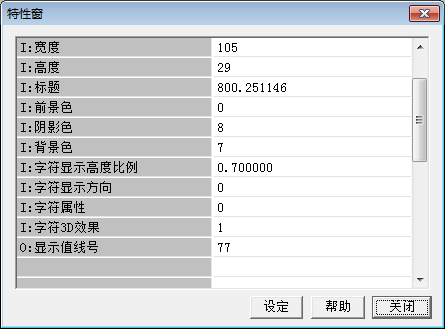 特性窗
I:宽度 105
I:高度 29
I:标题 800.251146
I:前景色 0
I:阴影色 8
I:背景色 7
I:字符显示高度比例 0.700000
I:字符显示方向 0
I:字符属性 0
I:字符3D效果 1
O:显示值线号 77
设定 帮助 关闭